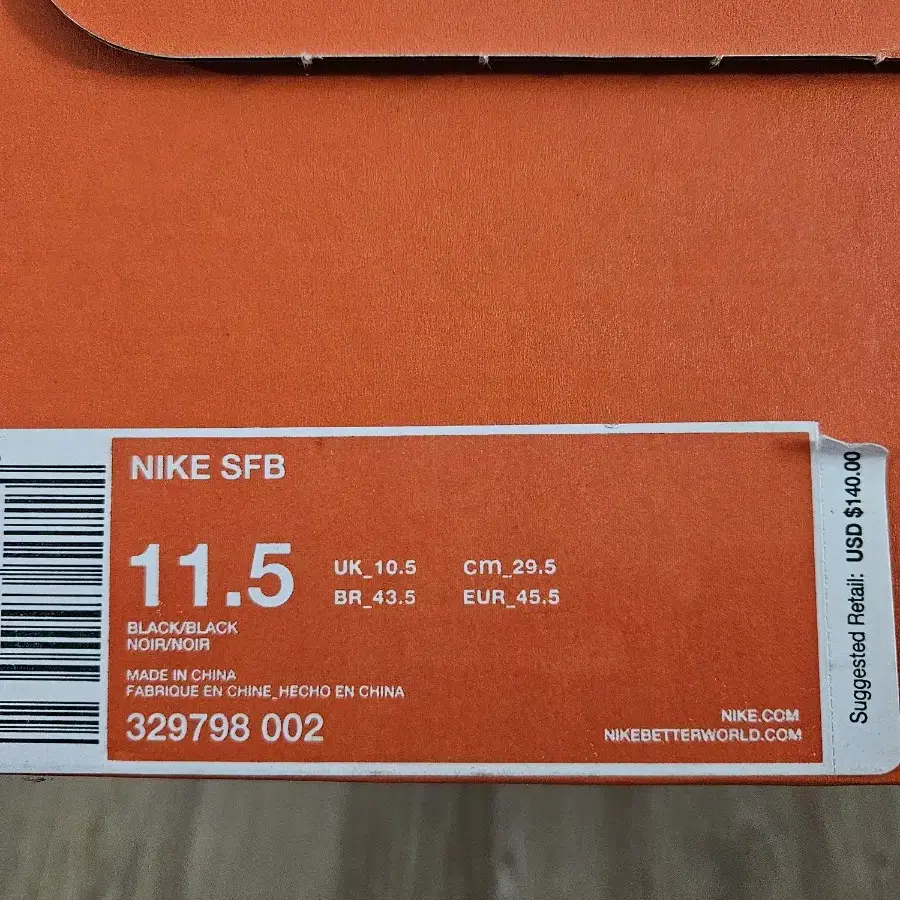 NIKE SFB
11.5
UK_10.5 cm_29.5
BR_43.5 EUR_45.5
BLACK/BLACK
NOIR/NOIR
MADE IN CHINA
FABRIQUE EN CHINE_HECHO EN CHINA
329798 002
NIKE.COM
NIKEBETTERWORLD.COM
Suggested Retail: USD $140.00